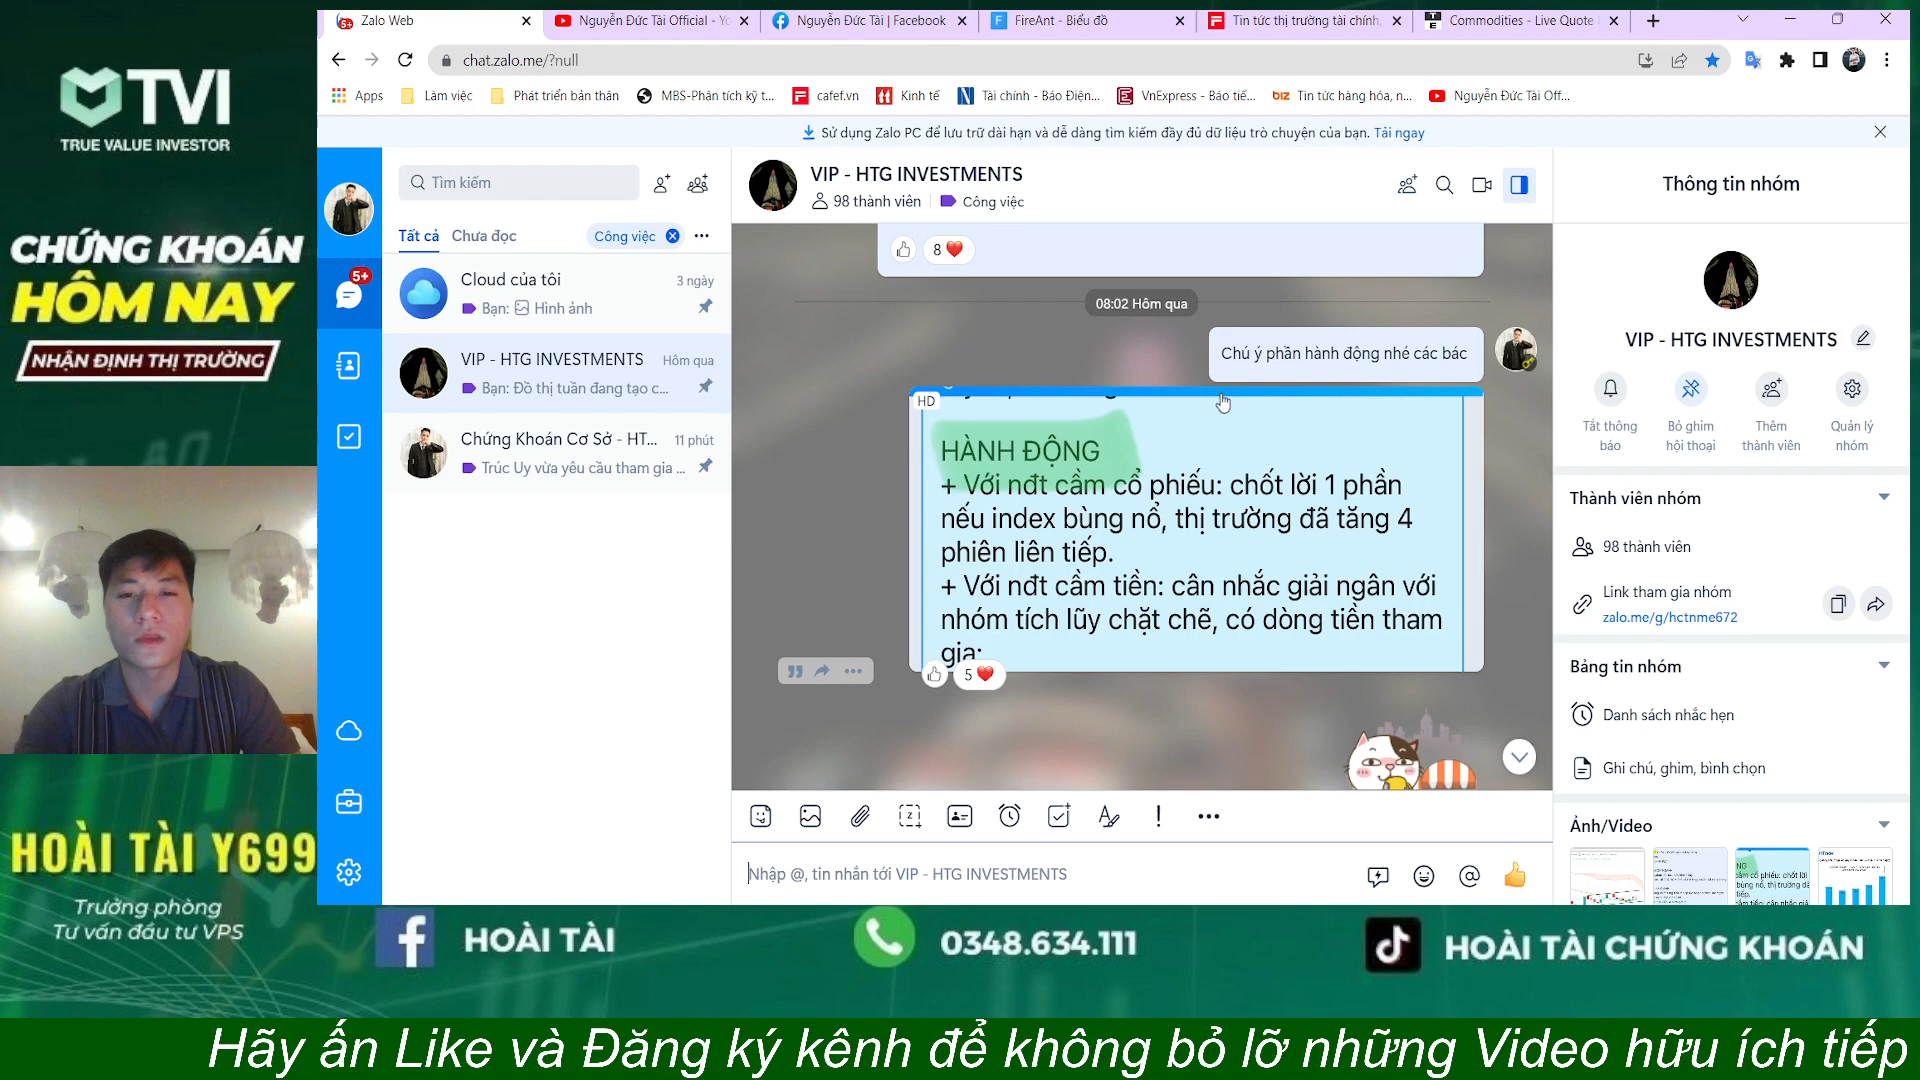 TVI
TRUE VALUE INVESTOR
CHỨNG KHOÁN
HÔM NAY
NHẬN ĐỊNH THỊ TRƯỜNG
HOÀI TÀI Y699
Trưởng phòng
Tư vấn đầu tư VPS
5+ Zalo Web
Nguyễn Đức Tài Official - Yo
Nguyễn Đức Tài | Facebook
FireAnt - Biểu đồ
Tin tức thị trường tài chính,
Commodities - Live Quote
chat.zalo.me/?null
Apps
Làm việc
Phát triển bản thân
MBS-Phân tích kỹ t...
cafef.vn
Kinh tế
Tài chính - Báo Điện...
VnExpress - Báo tiế...
BIZ Tin tức hàng hóa, n...
Nguyễn Đức Tài Off...
Sử dụng Zalo PC để lưu trữ dài hạn và dễ dàng tìm kiếm đầy đủ dữ liệu trò chuyện của bạn. Tải ngay
5+
Tìm kiếm
Tất cả
Chưa đọc
Công việc
Cloud của tôi
3 ngày
Bạn: Hình ảnh
VIP - HTG INVESTMENTS
Hôm qua
Bạn: Đồ thị tuần đang tạo c...
Chứng Khoán Cơ Sở - HT...
11 phút
Trúc Uy vừa yêu cầu tham gia ...
VIP - HTG INVESTMENTS
98 thành viên
Công việc
8
08:02 Hôm qua
Chú ý phần hành động nhé các bác
HD
HÀNH ĐỘNG
+ Với nđt cầm cổ phiếu: chốt lời 1 phần
nếu index bùng nổ, thị trường đã tăng 4
phiên liên tiếp.
+ Với nđt cầm tiền: cân nhắc giải ngân với
nhóm tích lũy chặt chẽ, có dòng tiền tham
gia:
5
Nhập @, tin nhắn tới VIP - HTG INVESTMENTS
Thông tin nhóm
VIP - HTG INVESTMENTS
Tắt thông
báo
Bỏ ghim
hội thoại
Thêm
thành viên
Quản lý
nhóm
Thành viên nhóm
98 thành viên
Link tham gia nhóm
zalo.me/g/hctnme672
Bảng tin nhóm
Danh sách nhắc hẹn
Ghi chú, ghim, bình chọn
Ảnh/Video
HOÀI TÀI
0348.634.111
HOÀI TÀI CHỨNG KHOÁN
Hãy ấn Like và Đăng ký kênh để không bỏ lỡ những Video hữu ích tiếp